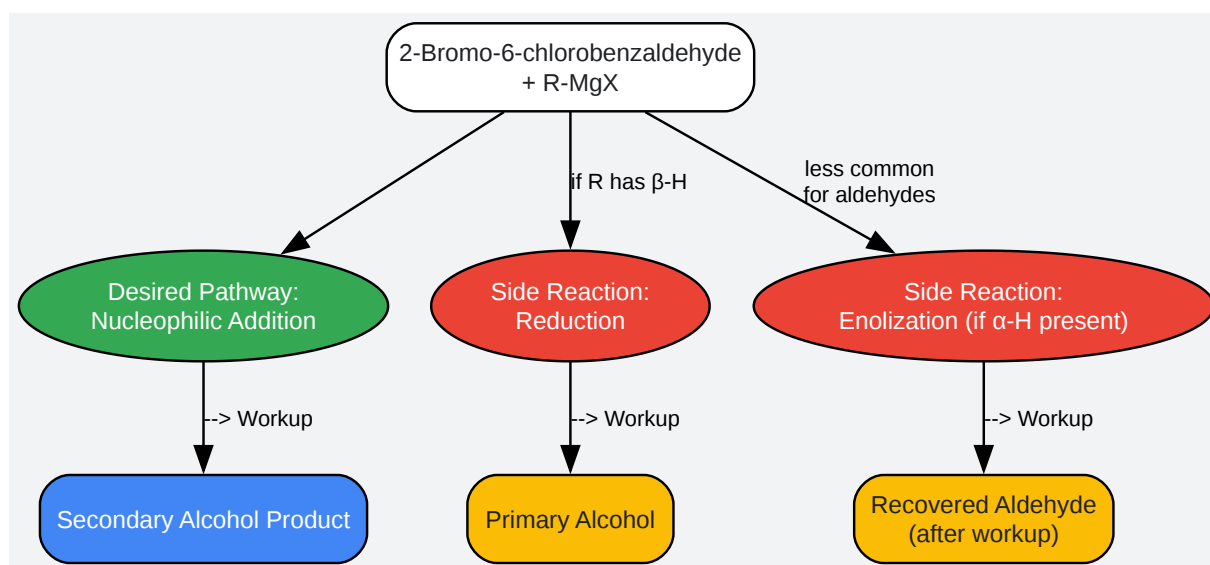 2-Bromo-6-chlorobenzaldehyde
+ R-MgX
if R has β-H
less common
for aldehydes
Desired Pathway:
Nucleophilic Addition
Side Reaction:
Reduction
Side Reaction:
Enolization (if α-H present)
--> Workup
--> Workup
--> Workup
Secondary Alcohol Product
Primary Alcohol
Recovered Aldehyde
(after workup)